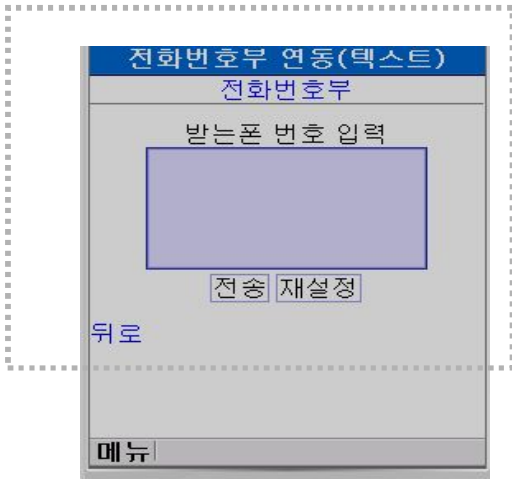 전화번호부 연동(텍스트)
전화번호부
받는폰 번호 입력
전송 재설정
뒤로
메뉴